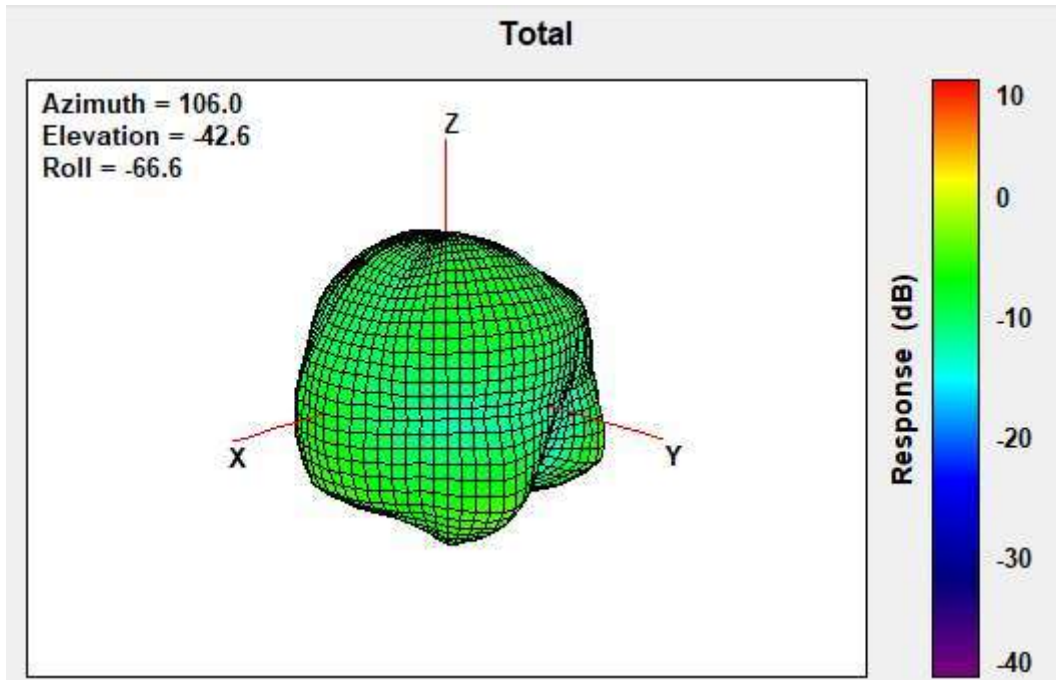 Total
Azimuth = 106.0
Elevation = -42.6
Roll = -66.6
Z
X
Y
Response (dB)
10
0
-10
-20
-30
-40